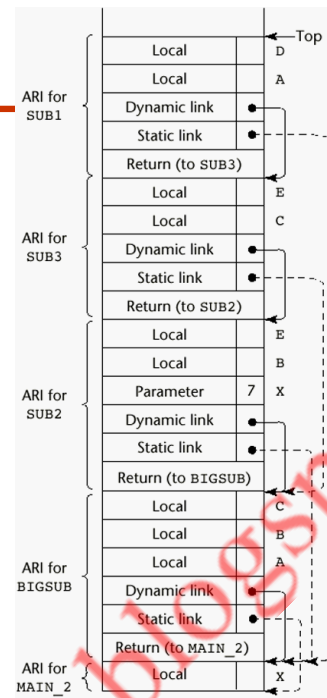 Top
Local D
ARI for SUB1
Local A
Dynamic link
Static link
Return (to SUB3)
Local E
ARI for SUB3
Local C
Dynamic link
Static link
Return (to SUB2)
Local E
Local B
ARI for SUB2
Parameter 7 X
Dynamic link
Static link
Return (to BIGSUB)
Local C
Local B
ARI for BIGSUB
Local A
Dynamic link
Static link
Return (to MAIN_2)
ARI for MAIN_2
Local X
blogs